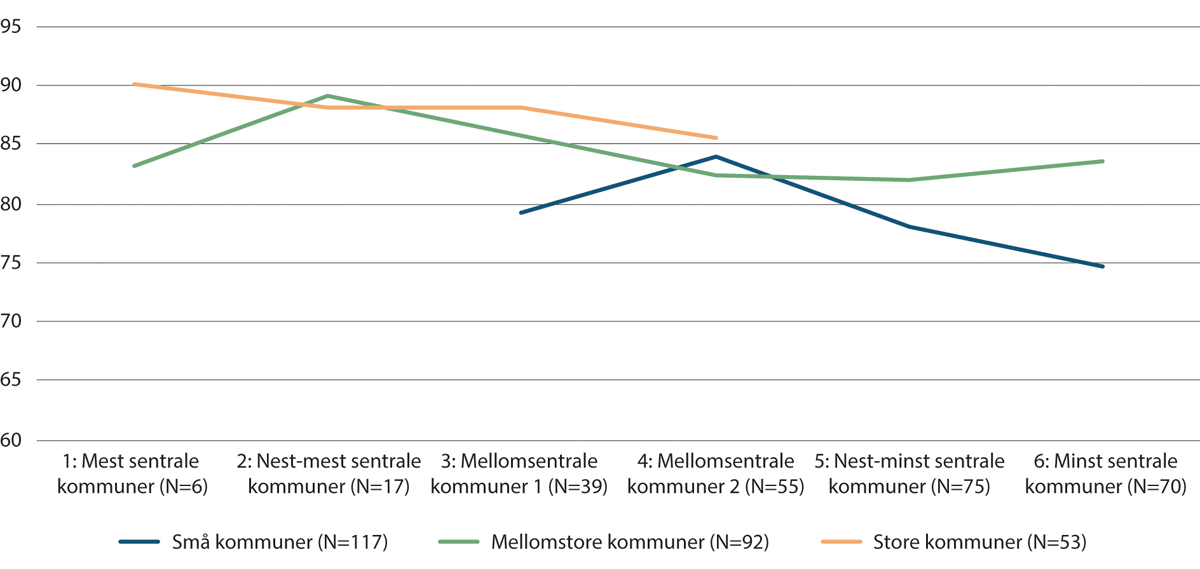 95
90
85
80
75
70
65
60
1: Mest sentrale
kommuner (N=6)
2: Nest-mest sentrale
kommuner (N=17)
3: Mellomsentrale
kommuner 1 (N=39)
4: Mellomsentrale
kommuner 2 (N=55)
5: Nest-minst sentrale
kommuner (N=75)
6: Minst sentrale
kommuner (N=70)
Små kommuner (N=117)
Mellomstore kommuner (N=92)
Store kommuner (N=53)